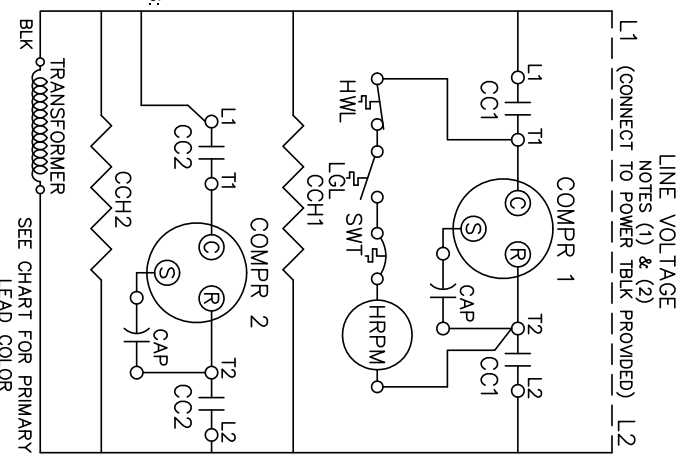 LINE VOLTAGE
NOTES (1) & (2)
L1 (CONNECT TO POWER TBLK PROVIDED) L2
L1
CC1
T1
COMPR 1
C
S
R
CAP
T2
CC1
L2
HWL
LGL
SWT
HRPM
CCH1
L1
CC2
T1
COMPR 2
C
S
R
CAP
T2
CC2
L2
CCH2
BLK
TRANSFORMER
SEE CHART FOR PRIMARY
LEAD COLOR